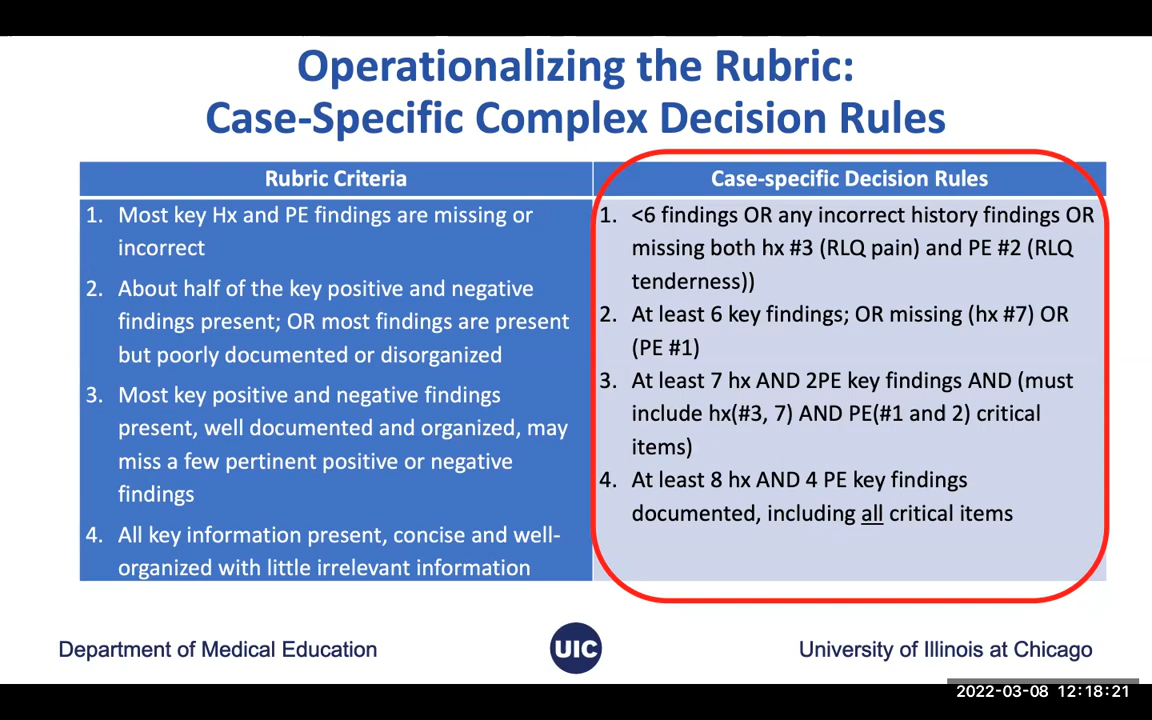 Operationalizing the Rubric:
Case-Specific Complex Decision Rules
Rubric Criteria
1. Most key Hx and PE findings are missing or
incorrect
2. About half of the key positive and negative
findings present; OR most findings are present
but poorly documented or disorganized
3. Most key positive and negative findings
present, well documented and organized, may
miss a few pertinent positive or negative
findings
4. All key information present, concise and well-
organized with little irrelevant information
Case-specific Decision Rules
1. <6 findings OR any incorrect history findings OR
missing both hx #3 (RLQ pain) and PE #2 (RLQ
tenderness))
2. At least 6 key findings; OR missing (hx #7) OR
(PE #1)
3. At least 7 hx AND 2PE key findings AND (must
include hx(#3, 7) AND PE(#1 and 2) critical
items)
4. At least 8 hx AND 4 PE key findings
documented, including all critical items
Department of Medical Education
UIC
University of Illinois at Chicago
2022-03-08 12:18:21